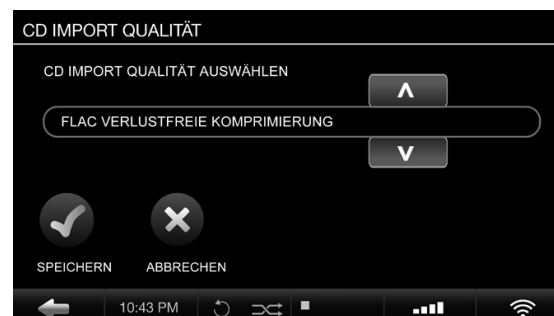 CD IMPORT QUALITÄT
CD IMPORT QUALITÄT AUSWÄHLEN
FLAC VERLUSTFREIE KOMPRIMIERUNG
SPEICHERN ABBRECHEN
10:43 PM